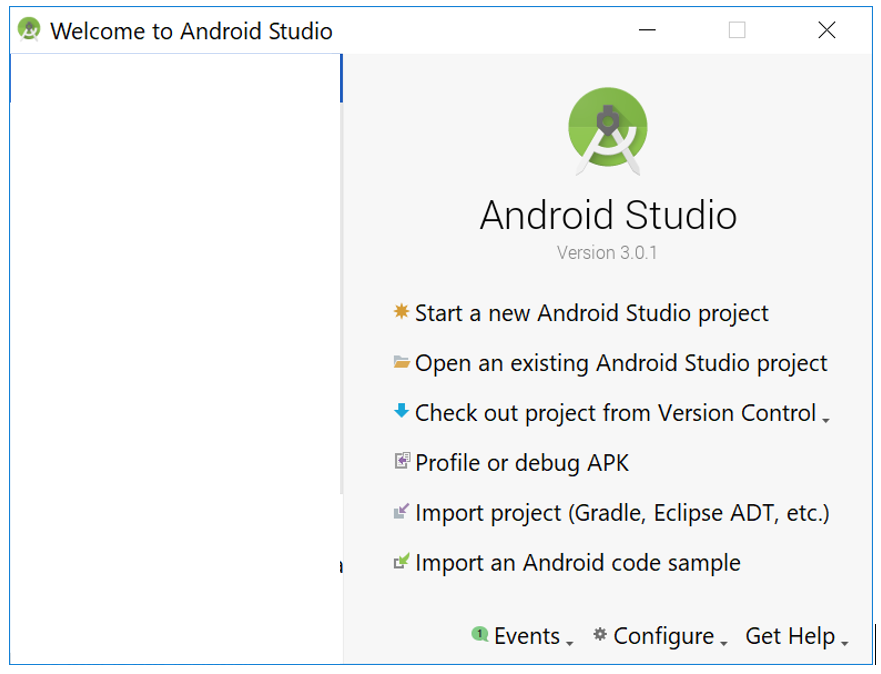 Welcome to Android Studio
Android Studio
Version 3.0.1
Start a new Android Studio project
Open an existing Android Studio project
Check out project from Version Control
Profile or debug APK
Import project (Gradle, Eclipse ADT, etc.)
Import an Android code sample
1 Events Configure Get Help